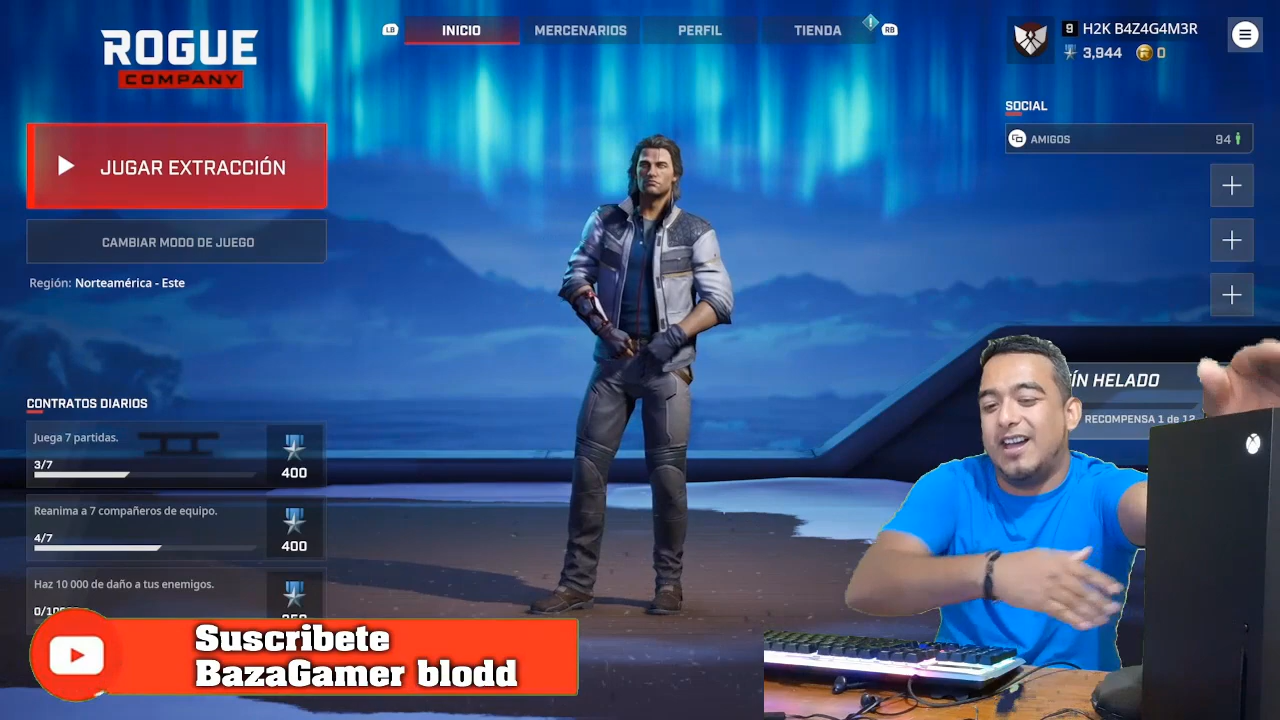 ROGUE
COMPANY
LB
INICIO
MERCENARIOS
PERFIL
TIENDA
!
RB
9 H2K B4Z4G4M3R
3,944
0
JUGAR EXTRACCIÓN
CAMBIAR MODO DE JUEGO
Región: Norteamérica - Este
SOCIAL
AMIGOS
94
CONTRATOS DIARIOS
Juega 7 partidas.
3/7
400
Reanima a 7 compañeros de equipo.
4/7
400
Haz 10 000 de daño a tus enemigos.
HELADO
RECOMPENSA 1 de 12
Suscribete
BazaGamer blodd